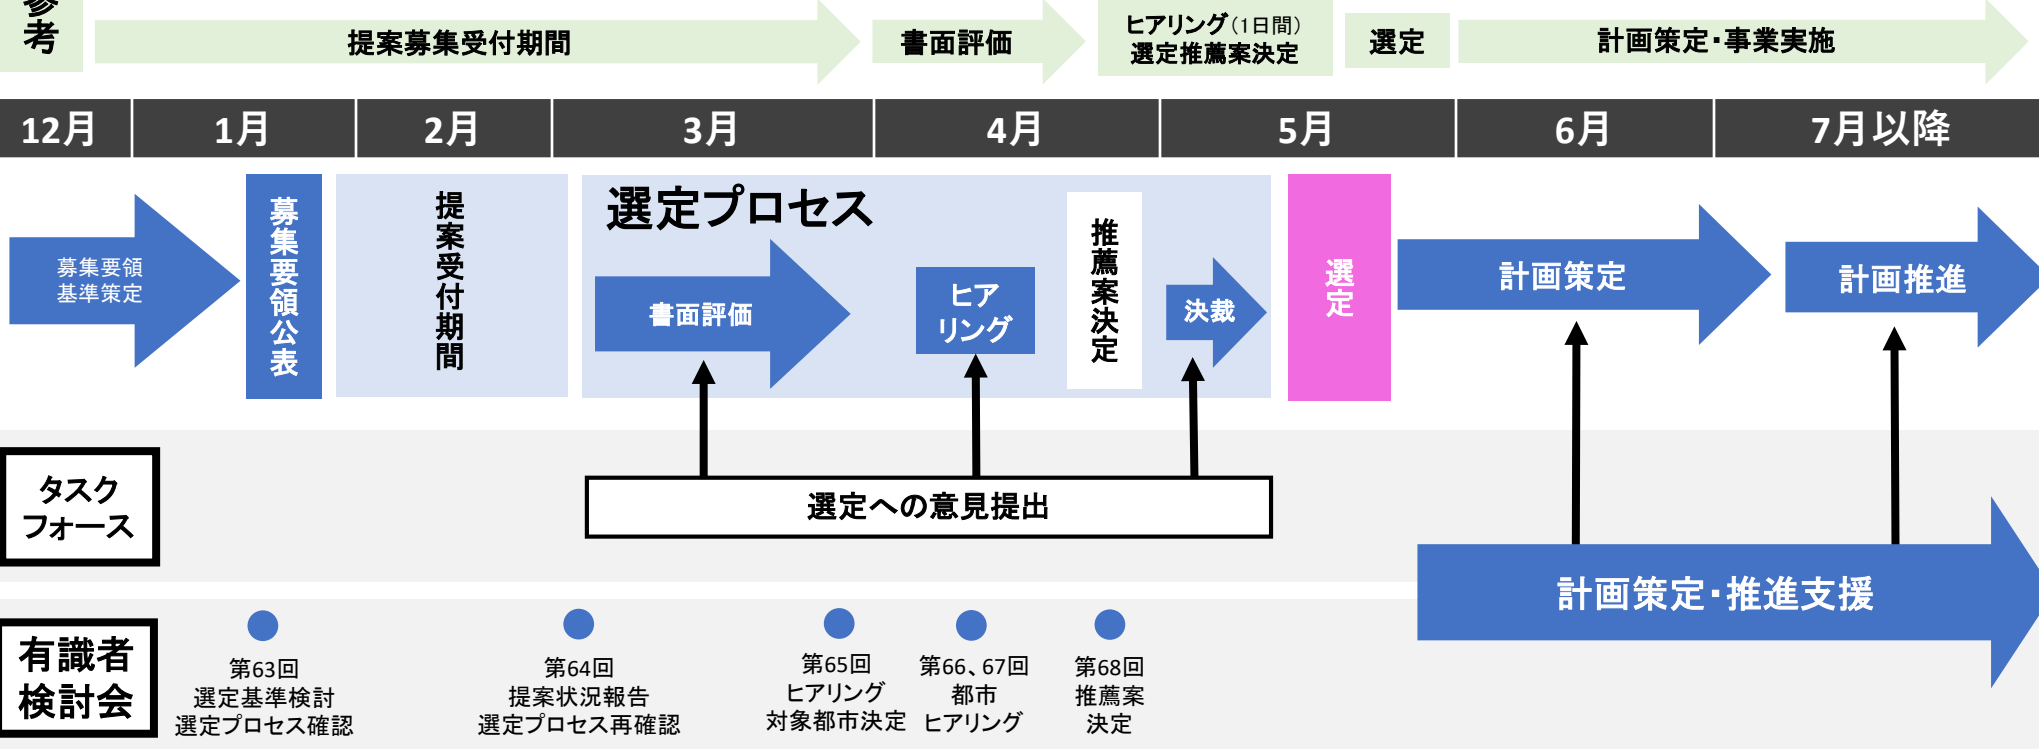 参考
提案募集受付期間
書面評価
ヒアリング(1日間)
選定推薦案決定
選定
計画策定・事業実施
12月
1月
2月
3月
4月
5月
6月
7月以降
募集要領
基準策定
募集要領公表
提案受付期間
選定プロセス
書面評価
ヒア
リング
推薦案決定
決裁
選定
計画策定
計画推進
タスク
フォース
選定への意見提出
計画策定・推進支援
有識者
検討会
第63回
選定基準検討
選定プロセス確認
第64回
提案状況報告
選定プロセス再確認
第65回
ヒアリング
対象都市決定
第66、67回
都市
ヒアリング
第68回
推薦案
決定